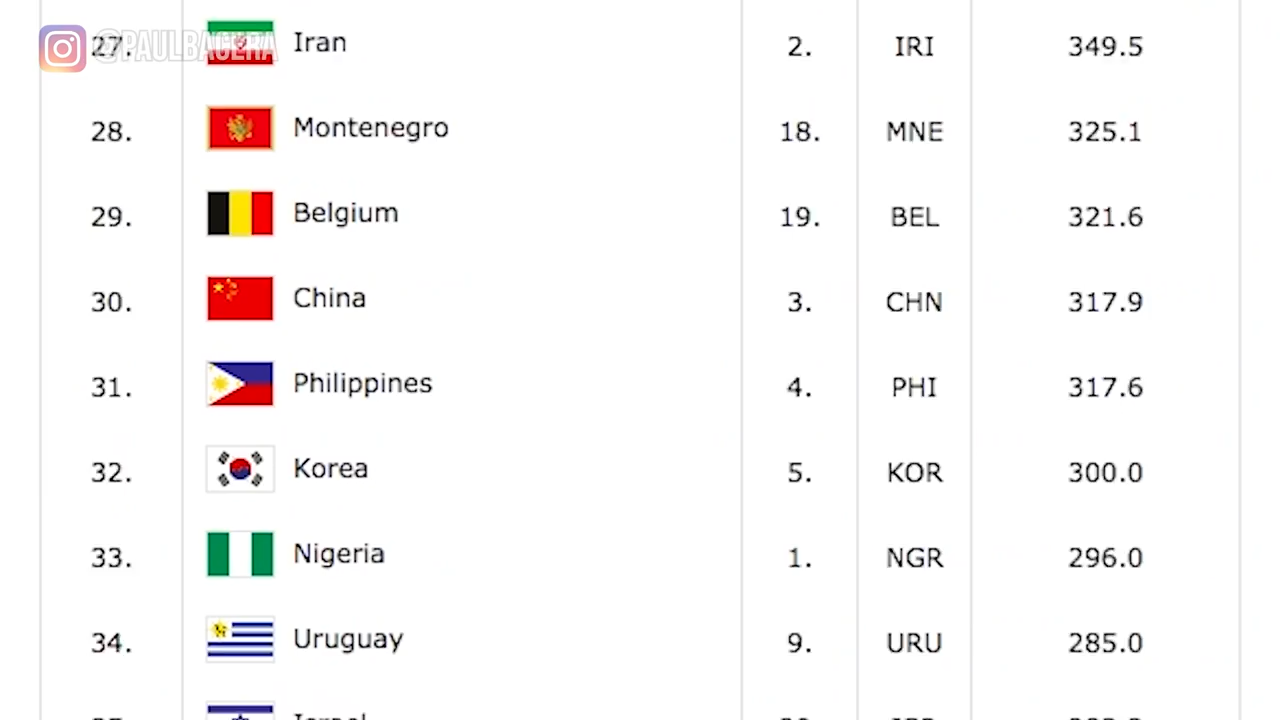 @PAULBACERA
27. Iran 2. IRI 349.5
28. Montenegro 18. MNE 325.1
29. Belgium 19. BEL 321.6
30. China 3. CHN 317.9
31. Philippines 4. PHI 317.6
32. Korea 5. KOR 300.0
33. Nigeria 1. NGR 296.0
34. Uruguay 9. URU 285.0
Israel